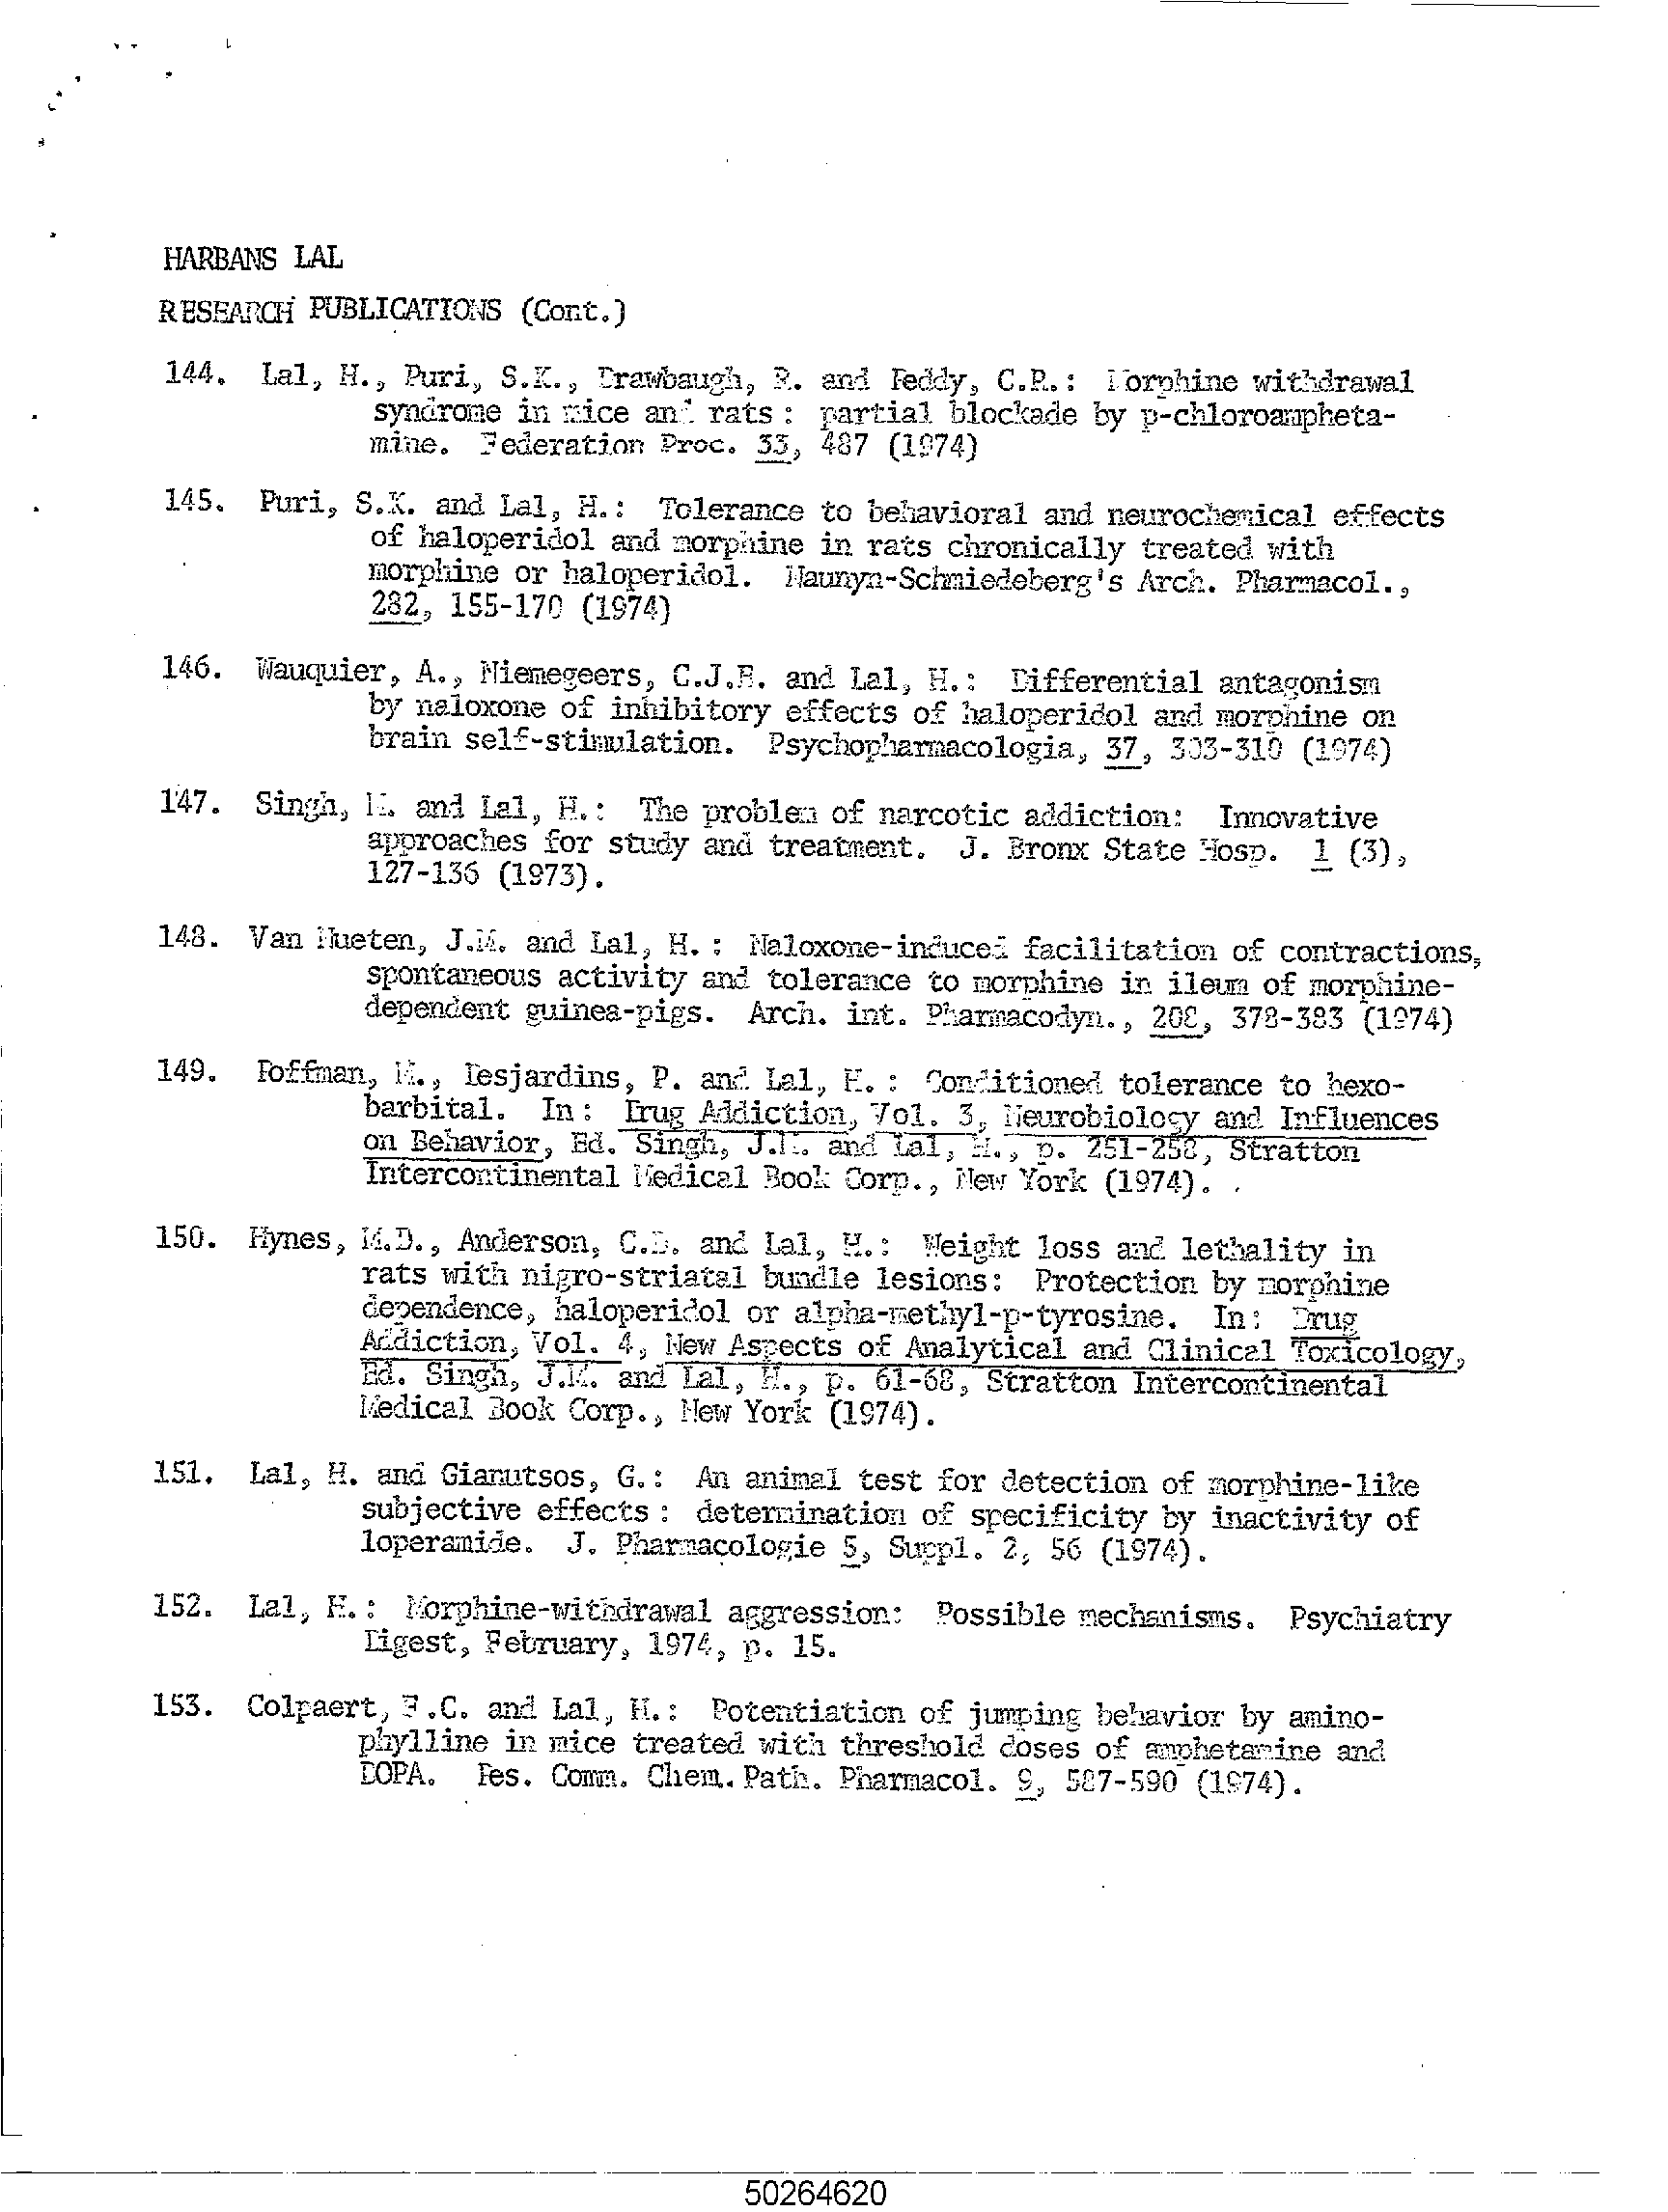 HARBANS LAL
RESEARCH PUBLICATIONS (Cont.)
144. Lal, H., Puri, S.K., Drawbaugh, R. and Reddy, C.R.: Morphine withdrawal
syndrome in mice and rats: partial blockade by p-chloroampheta-
mine. Federation Proc. 33, 487 (1974)
145. Puri, S.K. and Lal, H.: Tolerance to behavioral and neurochemical effects
of haloperidol and morphine in rats chronically treated with
morphine or haloperidol. Naunyn-Schmiedeberg's Arch. Pharmacol.,
282, 155-170 (1974)
146. Wauquier, A., Niemegeers, C.J.E. and Lal, H.: Differential antagonism
by naloxone of inhibitory effects of haloperidol and morphine on
brain self-stimulation. Psychopharmacologia, 37, 303-310 (1974)
147. Singh, and Lal, H.: The problem of narcotic addiction: Innovative
approaches for study and treatment. J. Bronx State Hosp. 1 (3),
127-136 (1973).
148. Van Nueten, J.M. and Lal, H.: Naloxone-induced facilitation of contractions,
spontaneous activity and tolerance to morphine in ileum of morphine-
dependent guinea-pigs. Arch. int. Pharmacodyn., 208, 378-383 (1974)
149. Roffman, M., Desjardins, P. and Lal, H.: Conditioned tolerance to hexo-
barbital. In: Drug Addiction, Vol. 3, Neurobiology and Influences
on Behavior, Ed. Singh, J.M. and Lal, H., p. 251-258, Stratton
Intercontinental Medical Book Corp., New York (1974).
150. Hynes, M.D., Anderson, C.D. and Lal, H.: Weight loss and lethality in
rats with nigro-striatal bundle lesions: Protection by morphine
dependence, haloperidol or alpha-methyl-p-tyrosine. In: Drug
Addiction, Vol. 4, New Aspects of Analytical and Clinical Toxicology,
Ed. Singh, J.M. and Lal, H., p. 61-68, Stratton Intercontinental
Medical Book Corp., New York (1974).
151. Lal, H. and Gianutsos, G.: An animal test for detection of morphine-like
subjective effects: determination of specificity by inactivity of
loperamide. J. Pharmacologie 5, Suppl. 2, 56 (1974).
152. Lal, H.: Morphine-withdrawal aggression: Possible mechanisms. Psychiatry
Digest, February, 1974, p. 15.
153. Colpaert, F.C. and Lal, H.: Potentiation of jumping behavior by amino-
phylline in mice treated with threshold doses of amphetamine and
DOPA. Res. Comm. Chem. Path. Pharmacol. 9, 587-590 (1974).
50264620